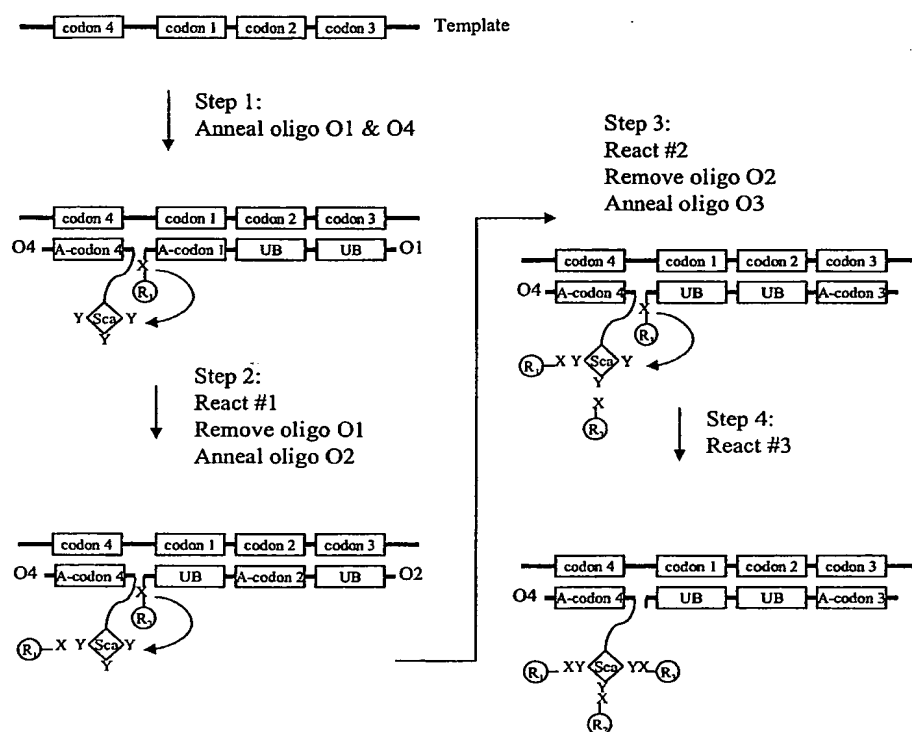 codon 4 codon 1 codon 2 codon 3 Template
Step 1:
Anneal oligo O1 & O4
codon 4 codon 1 codon 2 codon 3
O4 A-codon 4 A-codon 1 UB UB O1
X
R₁
Y Sca Y
Y
Step 2:
React #1
Remove oligo O1
Anneal oligo O2
codon 4 codon 1 codon 2 codon 3
O4 A-codon 4 UB A-codon 2 UB O2
X
R₂
R₁ X Y Sca Y
Y
Step 3:
React #2
Remove oligo O2
Anneal oligo O3
codon 4 codon 1 codon 2 codon 3
O4 A-codon 4 UB UB A-codon 3
X
R₃
R₁ X Y Sca Y
Y
X
R₂
Step 4:
React #3
codon 4 codon 1 codon 2 codon 3
O4 A-codon 4 UB UB A-codon 3
R₁ XY Sca YX R₃
Y
X
R₂